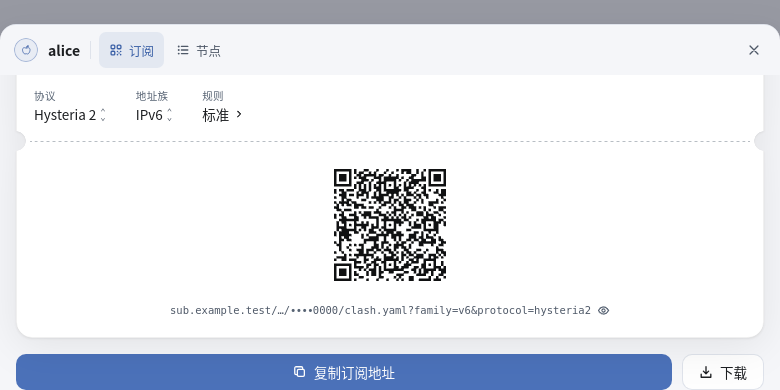 alice
订阅
节点
协议
地址族
规则
Hysteria 2
IPv6
标准
sub.example.test/…/••••0000/clash.yaml?family=v6&protocol=hysteria2
复制订阅地址
下载